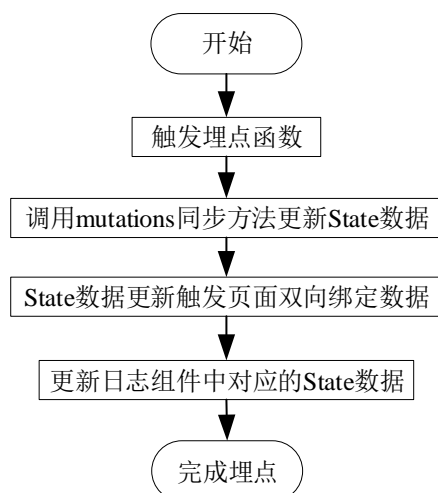 开始
触发埋点函数
调用mutations同步方法更新State数据
State数据更新触发页面双向绑定数据
更新日志组件中对应的State数据
完成埋点